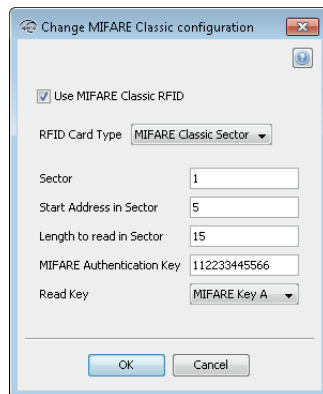 Change MIFARE Classic configuration
Use MIFARE Classic RFID
RFID Card Type MIFARE Classic Sector
Sector 1
Start Address in Sector 5
Length to read in Sector 15
MIFARE Authentication Key 112233445566
Read Key MIFARE Key A
OK Cancel